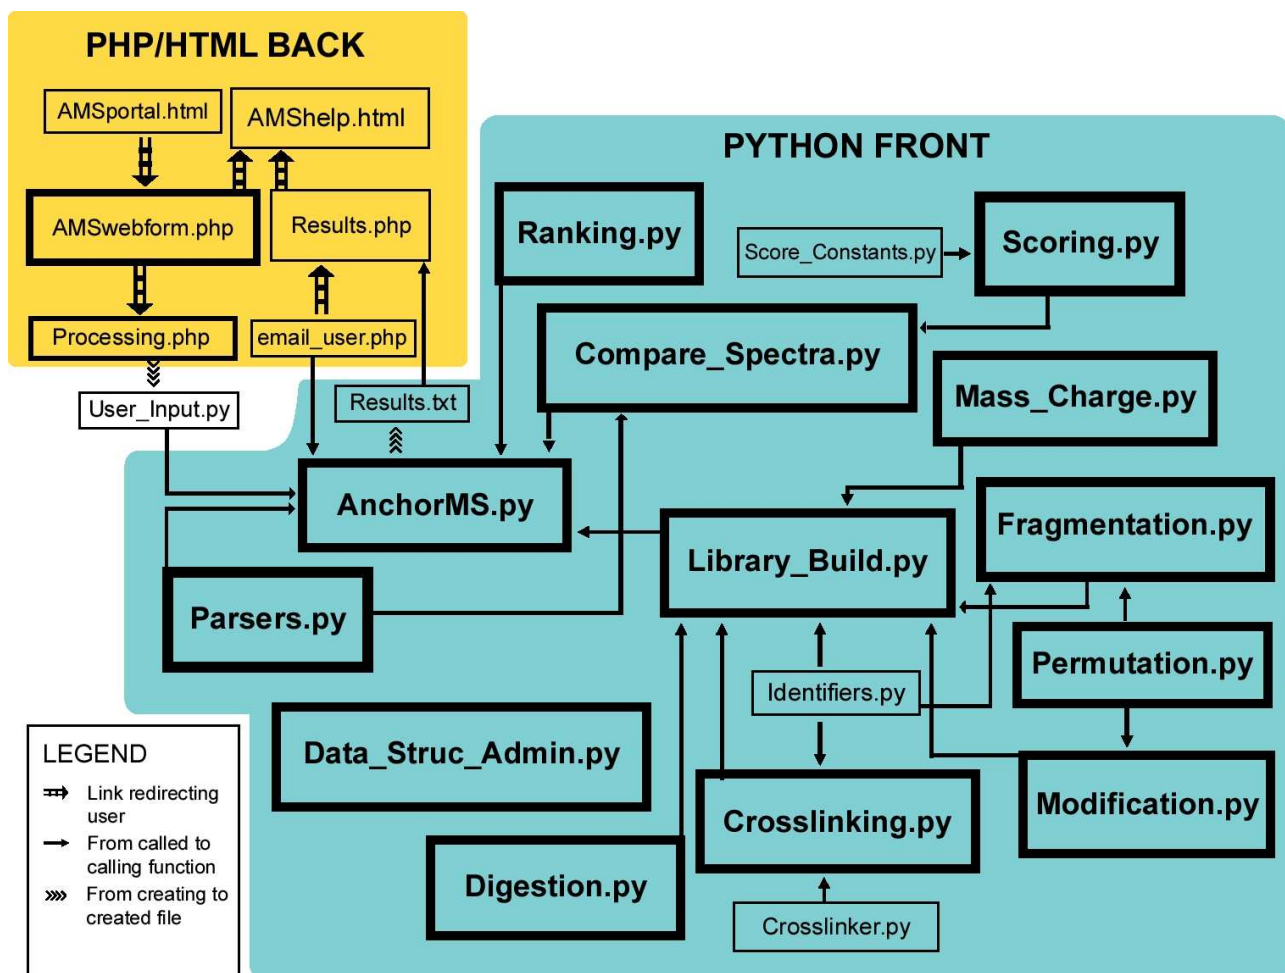 PHP/HTML BACK
AMSportal.html
AMShelp.html
AMSwebform.php
Results.php
Processing.php
email_user.php
User_Input.py
Results.txt
PYTHON FRONT
Ranking.py
Score_Constants.py
Scoring.py
Compare_Spectra.py
Mass_Charge.py
AnchorMS.py
Library_Build.py
Fragmentation.py
Parsers.py
Permutation.py
Identifiers.py
Data_Struc_Admin.py
Modification.py
Crosslinking.py
Digestion.py
Crosslinker.py
LEGEND
Link redirecting
user
From called to
calling function
From creating to
created file